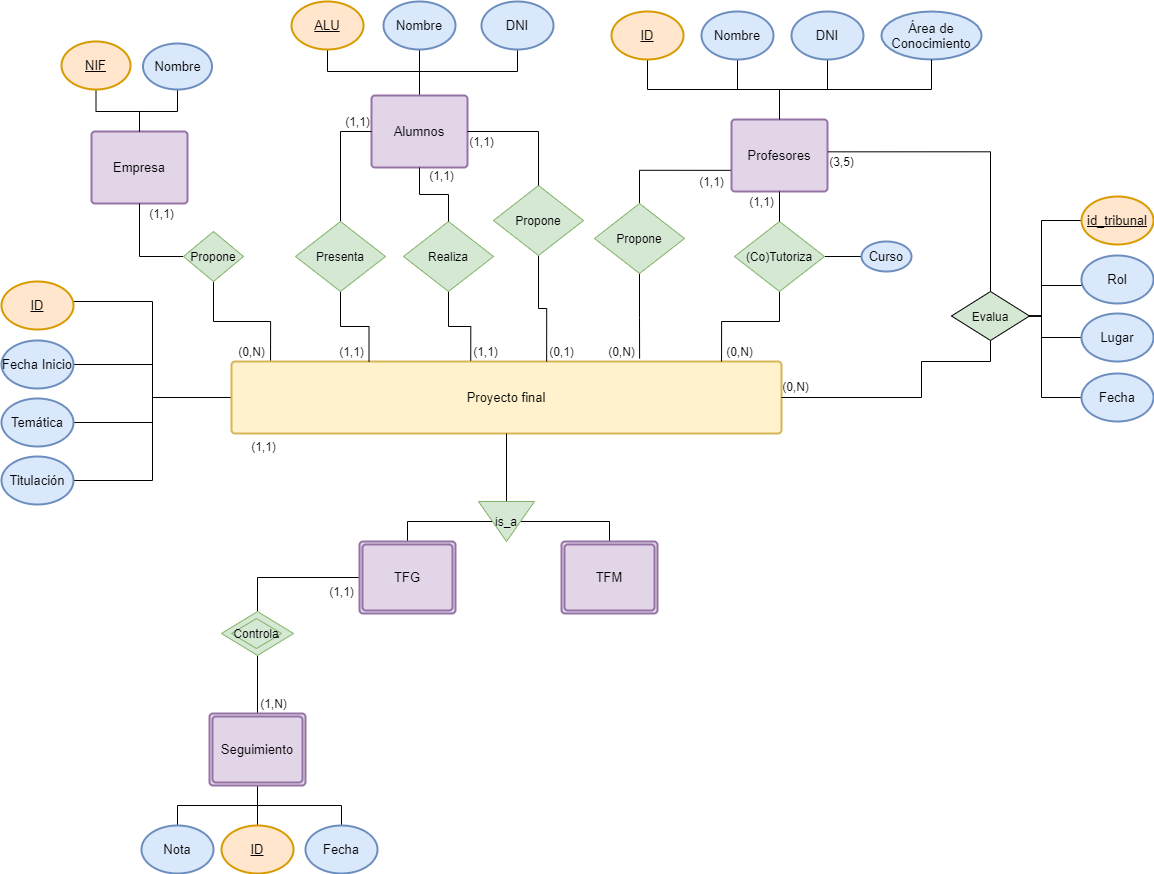 ALU
Nombre
DNI
ID
Nombre
DNI
Área de
Conocimiento
NIF
Nombre
Empresa
(1,1)
Alumnos
(1,1)
(1,1)
(1,1)
Profesores
(1,1)
(1,1)
(3,5)
Propone
Presenta
Realiza
Propone
Propone
(Co)Tutoriza
Curso
Evalua
id_tribunal
Rol
Lugar
Fecha
ID
Fecha Inicio
Temática
Titulación
(0,N)
(1,1)
(1,1)
(0,1)
(0,N)
(0,N)
(0,N)
Proyecto final
(1,1)
is_a
TFG
TFM
(1,1)
Controla
(1,N)
Seguimiento
Nota
ID
Fecha